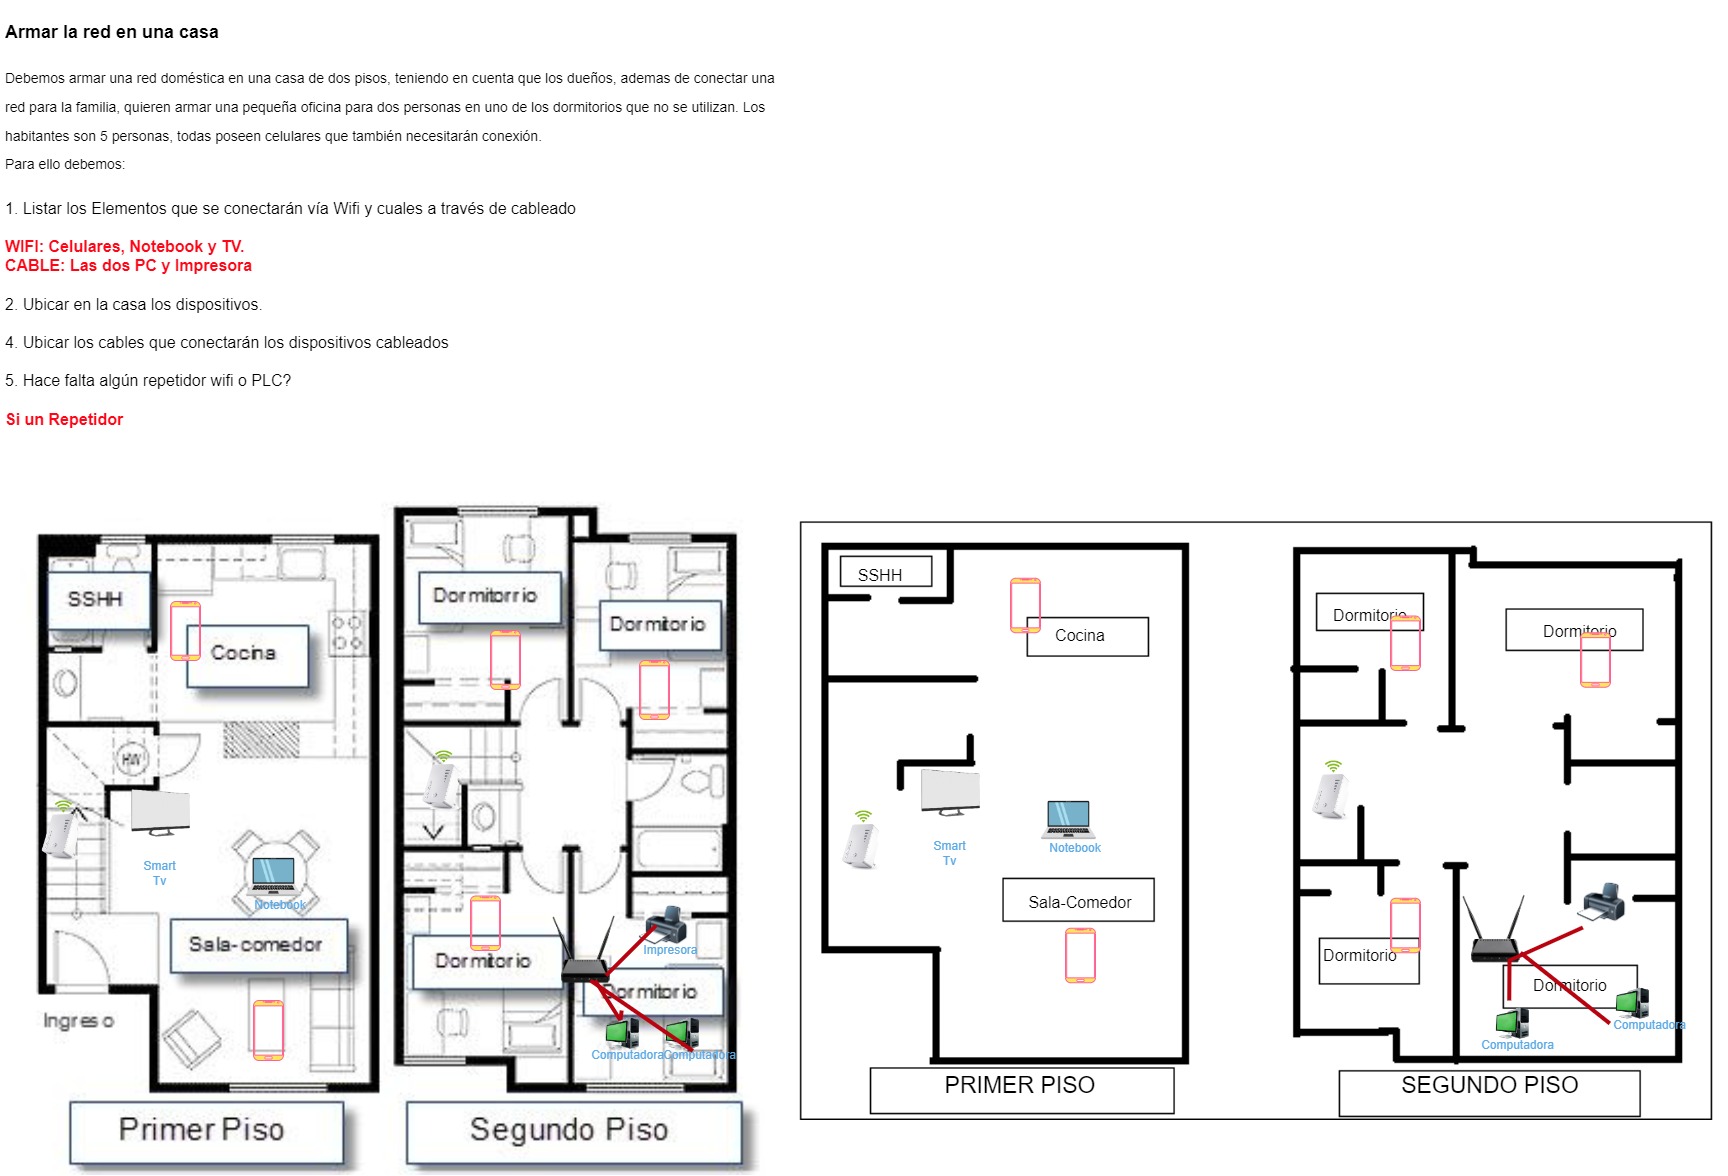 Armar la red en una casa
Debemos armar una red doméstica en una casa de dos pisos, teniendo en cuenta que los dueños, ademas de conectar una
red para la familia, quieren armar una pequeña oficina para dos personas en uno de los dormitorios que no se utilizan. Los
habitantes son 5 personas, todas poseen celulares que también necesitarán conexión.
Para ello debemos:
1. Listar los Elementos que se conectarán vía Wifi y cuales a través de cableado
WIFI: Celulares, Notebook y TV.
CABLE: Las dos PC y Impresora
2. Ubicar en la casa los dispositivos.
4. Ubicar los cables que conectarán los dispositivos cableados
5. Hace falta algún repetidor wifi o PLC?
Si un Repetidor
SSHH
Cocina
HW
Smart
Tv
Notebook
Sala-comedor
Ingreso
Primer Piso
Dormitorrio
Dormitorio
Dormitorio
Impresora
Dormitorio
Computadora
Computadora
Segundo Piso
SSHH
Cocina
Smart
Tv
Notebook
Sala-Comedor
PRIMER PISO
Dormitorio
Dormitorio
Dormitorio
Dormitorio
Computadora
Computadora
SEGUNDO PISO